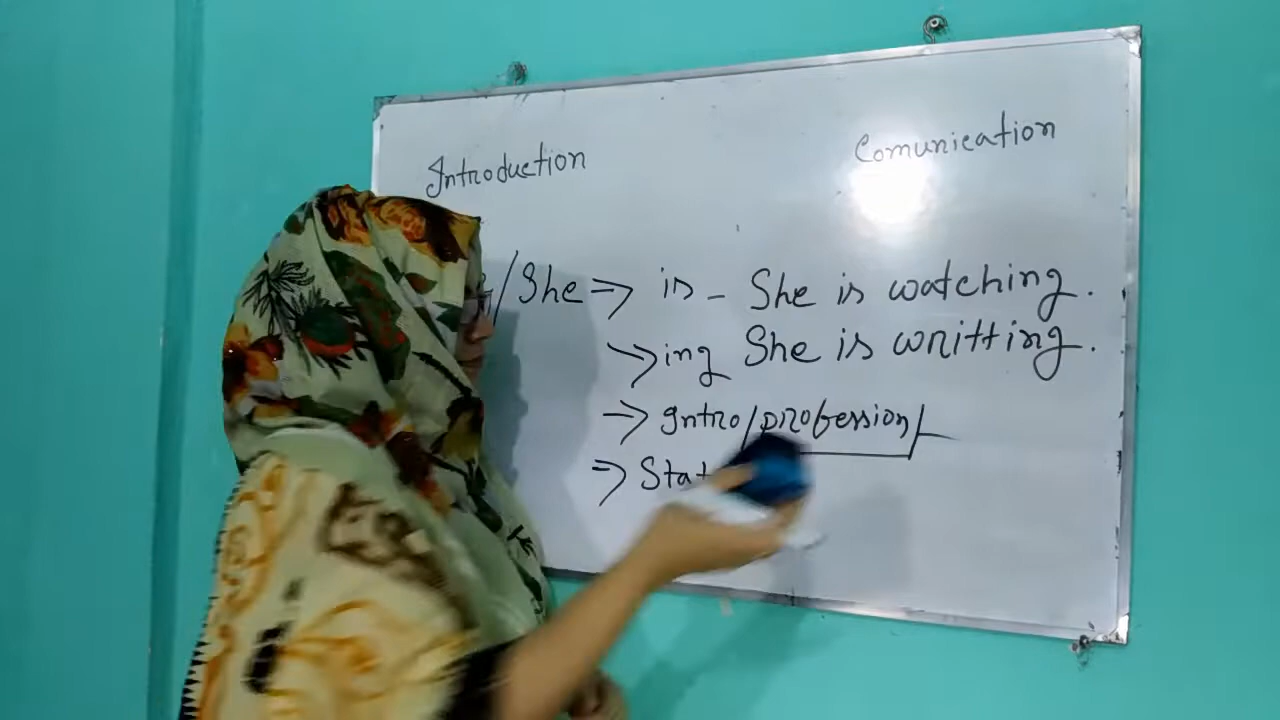 Introduction
Comunication
/She → is - She is watching.
→ ing She is writting.
→ Intro/profession/
→ Stat